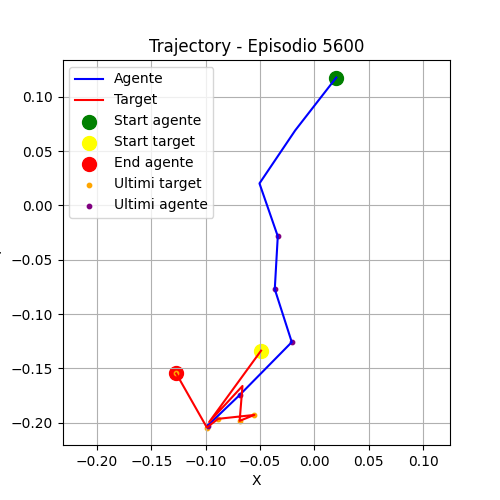 Trajectory - Episodio 5600
Agente
Target
Start agente
Start target
End agente
Ultimi target
Ultimi agente
0.10
0.05
0.00
−0.05
−0.10
−0.15
−0.20
−0.20 −0.15 −0.10 −0.05 0.00 0.05 0.10
X